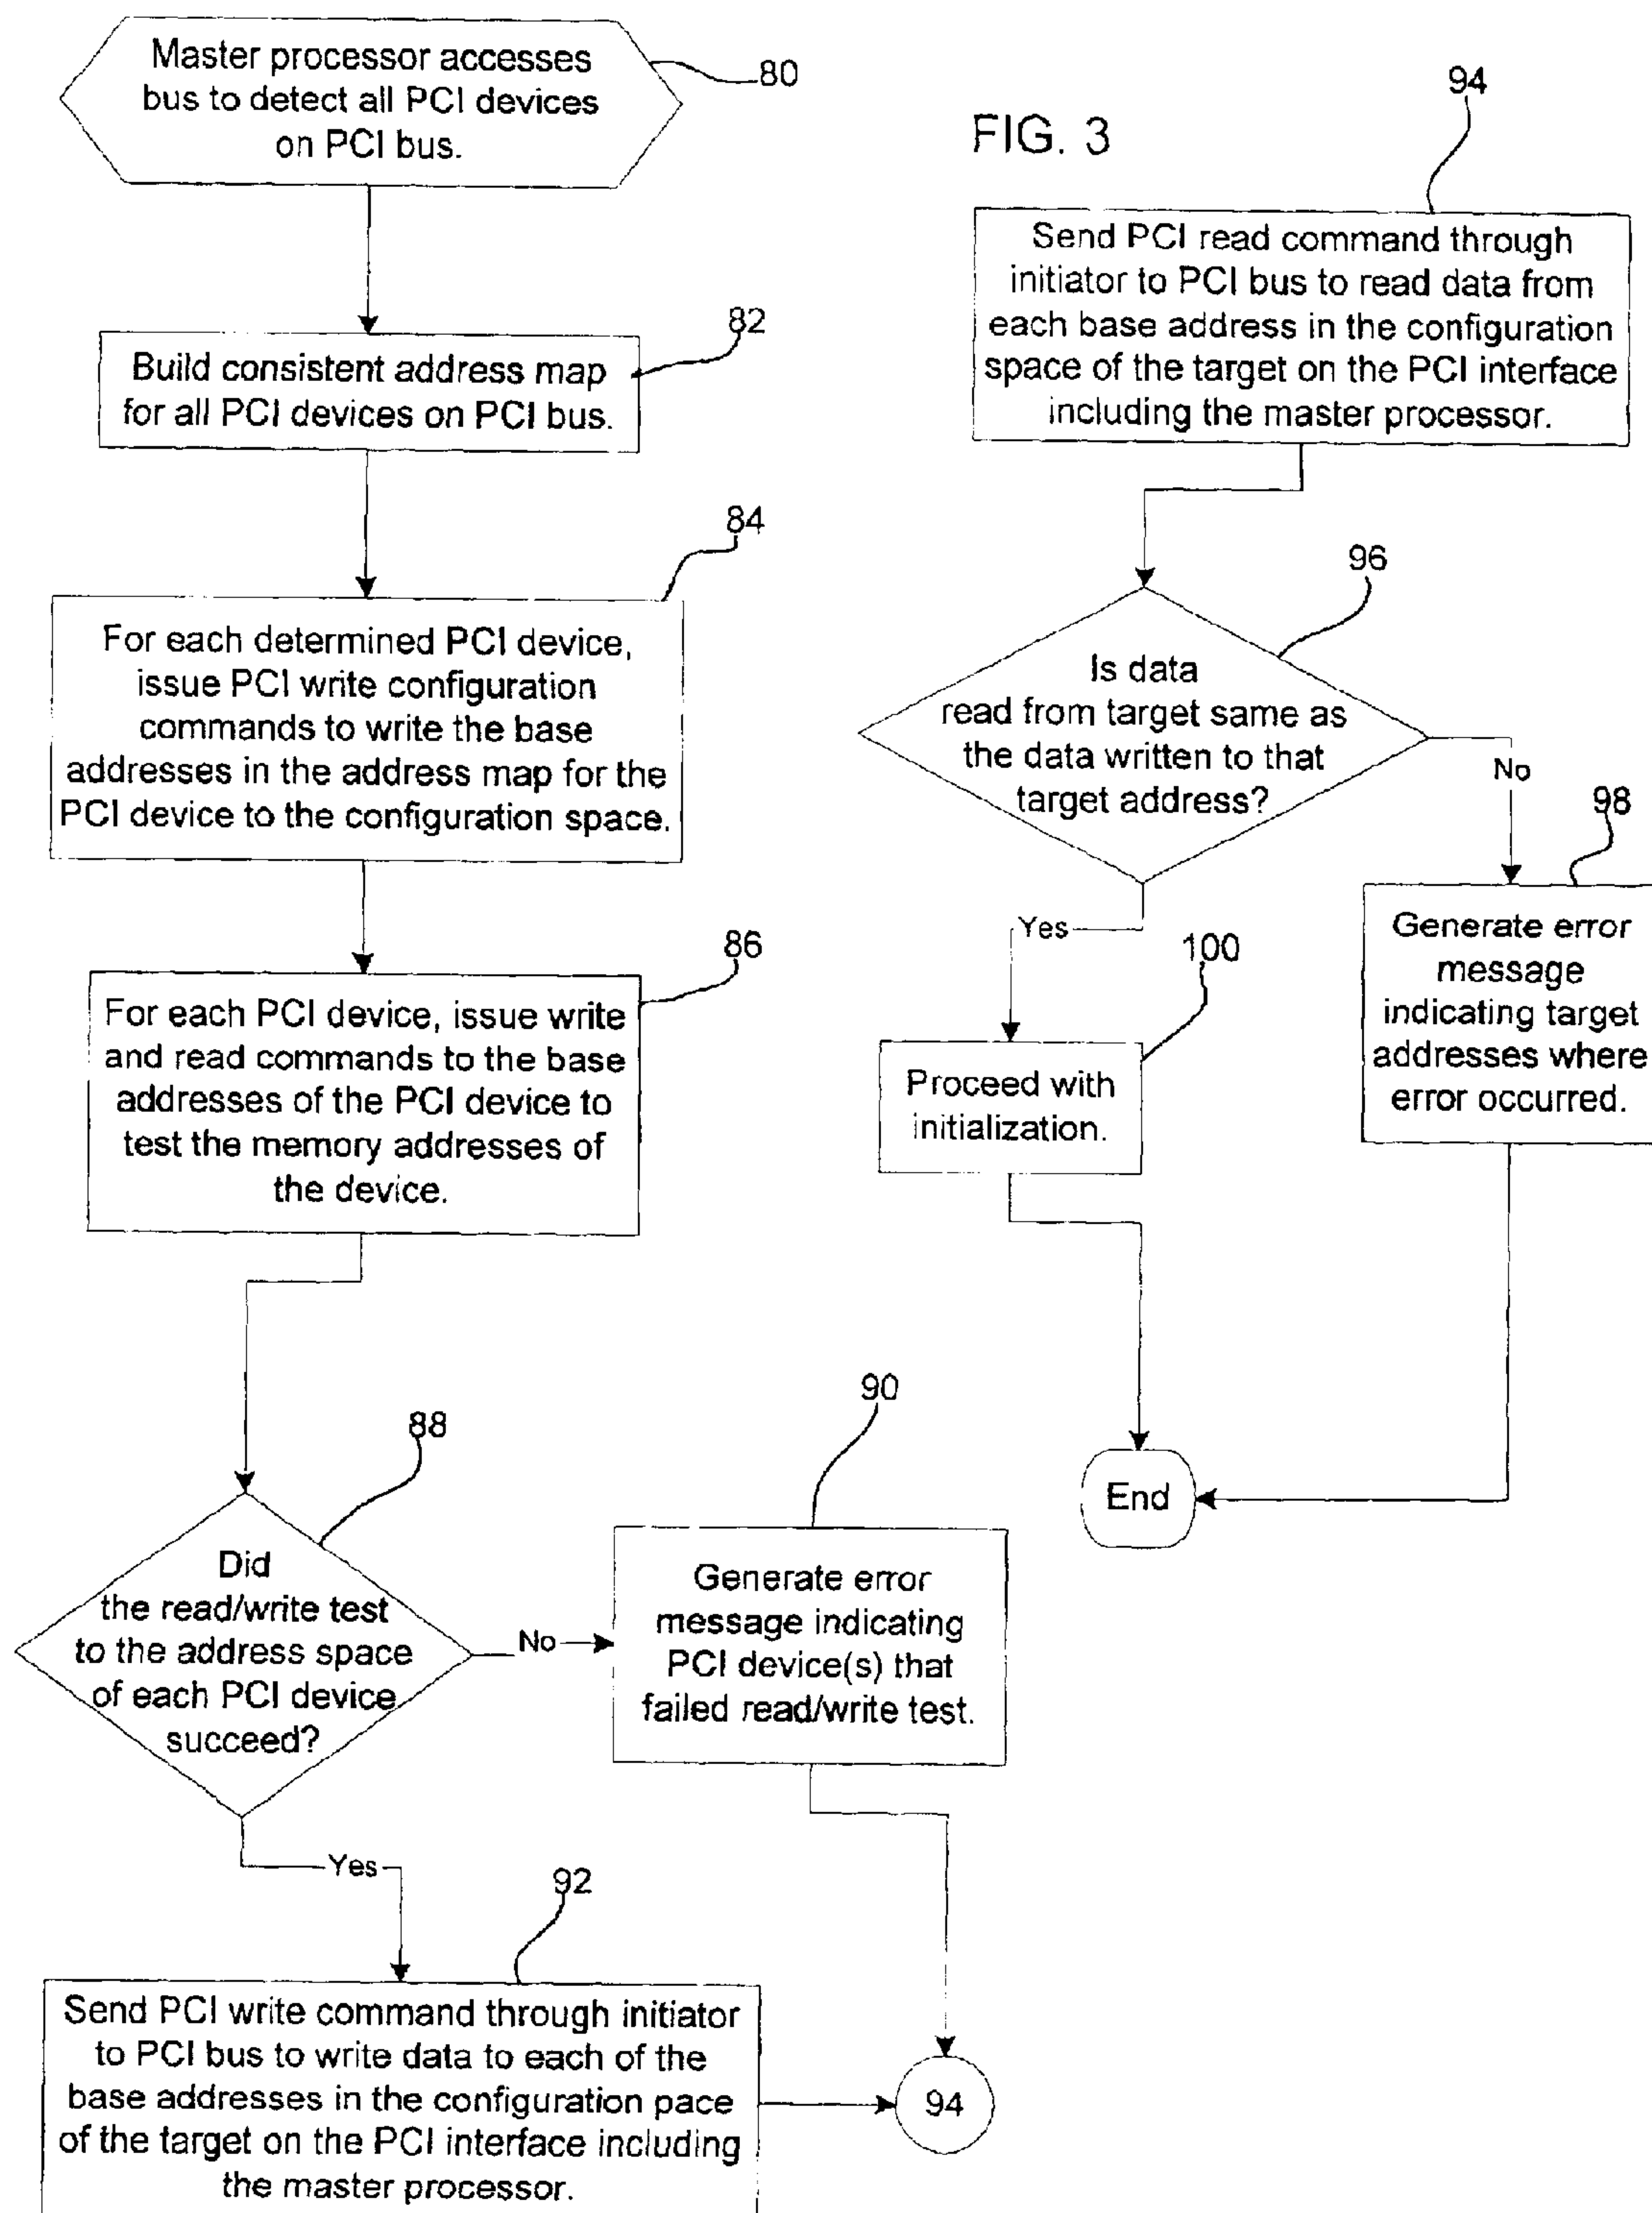 Master processor accesses
bus to detect all PCI devices
on PCI bus.
80
Build consistent address map
for all PCI devices on PCI bus.
82
For each determined PCI device,
issue PCI write configuration
commands to write the base
addresses in the address map for the
PCI device to the configuration space.
84
For each PCI device, issue write
and read commands to the base
addresses of the PCI device to
test the memory addresses of
the device.
86
Did
the read/write test
to the address space
of each PCI device
succeed?
88
No
Generate error
message indicating
PCI device(s) that
failed read/write test.
90
Yes
Send PCI write command through initiator
to PCI bus to write data to each of the
base addresses in the configuration pace
of the target on the PCI interface including
the master processor.
92
94
FIG. 3
94
Send PCI read command through
initiator to PCI bus to read data from
each base address in the configuration
space of the target on the PCI interface
including the master processor.
Is data
read from target same as
the data written to that
target address?
96
No
Generate error
message
indicating target
addresses where
error occurred.
98
Yes
Proceed with
initialization.
100
End